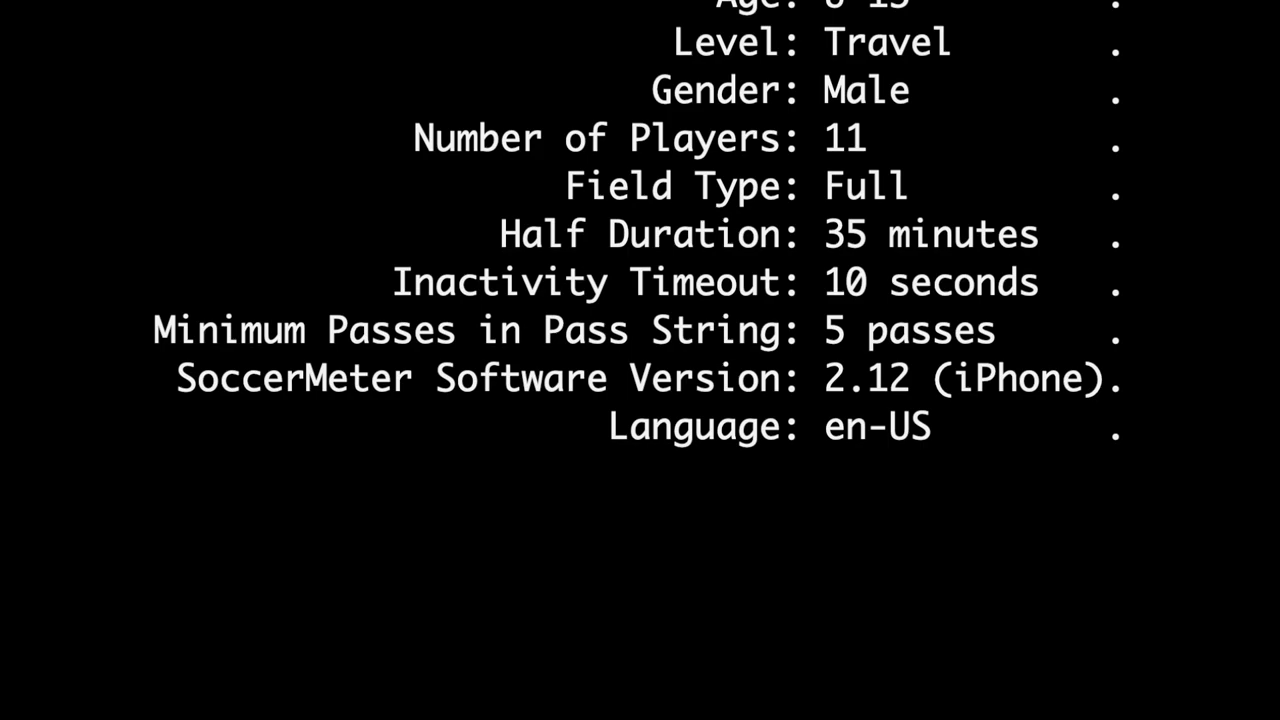 Age:
Level: Travel .
Gender: Male .
Number of Players: 11 .
Field Type: Full .
Half Duration: 35 minutes .
Inactivity Timeout: 10 seconds .
Minimum Passes in Pass String: 5 passes .
SoccerMeter Software Version: 2.12 (iPhone).
Language: en-US .